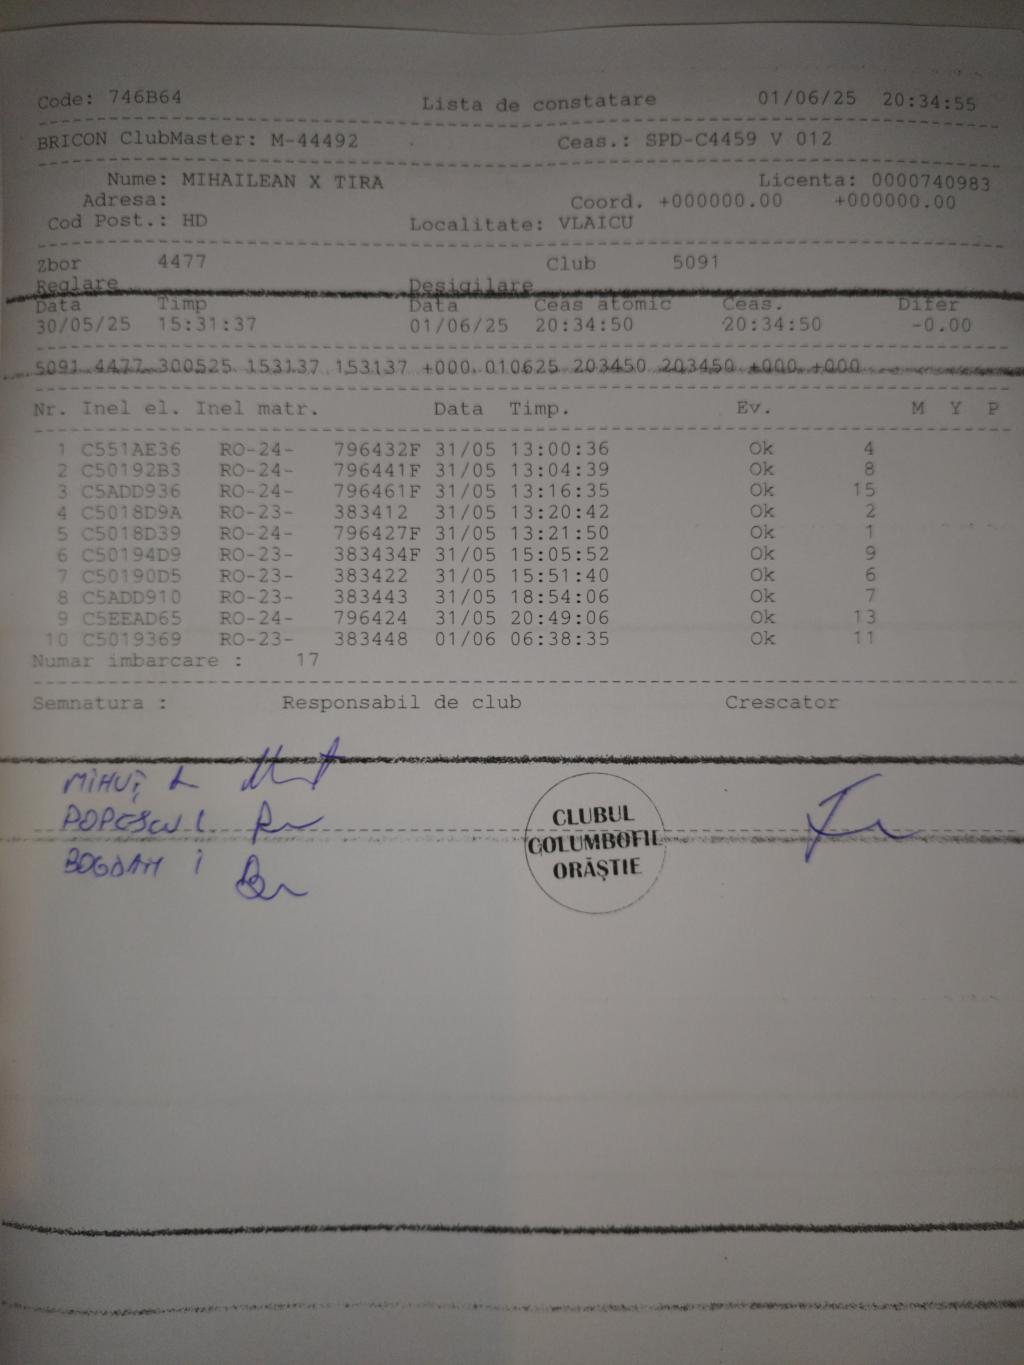 Code: 746B64 Lista de constatare 01/06/25 20:34:55
BRICON ClubMaster: M-44492 Ceas.: SPD-C4459 V 012
Nume: MIHAILEAN X TIRA Licenta: 0000740983
Adresa: Coord. +000000.00 +000000.00
Cod Post.: HD Localitate: VLAICU
Zbor 4477 Club 5091
Reglare Desigilare
Data Timp Data Ceas atomic Ceas. Difer
30/05/25 15:31:37 01/06/25 20:34:50 20:34:50 -0.00
5091 4477 300525 153137 153137 +000 010625 203450 203450 +000 +000
Nr. Inel el. Inel matr. Data Timp. Ev. M Y P
1 C551AE36 RO-24- 796432F 31/05 13:00:36 Ok 4
2 C50192B3 RO-24- 796441F 31/05 13:04:39 Ok 8
3 C5ADD936 RO-24- 796461F 31/05 13:16:35 Ok 15
4 C5018D9A RO-23- 383412 31/05 13:20:42 Ok 2
5 C5018D39 RO-24- 796427F 31/05 13:21:50 Ok 1
6 C50194D9 RO-23- 383434F 31/05 15:05:52 Ok 9
7 C50190D5 RO-23- 383422 31/05 15:51:40 Ok 6
8 C5ADD910 RO-23- 383443 31/05 18:54:06 Ok 7
9 C5EEAD65 RO-24- 796424 31/05 20:49:06 Ok 13
10 C5019369 RO-23- 383448 01/06 06:38:35 Ok 11
Numar imbarcare : 17
Semnatura : Responsabil de club Crescator
MIHUȚ L
POPESCU L
BOGDAN I
CLUBUL
COLUMBOFIL
ORĂȘTIE